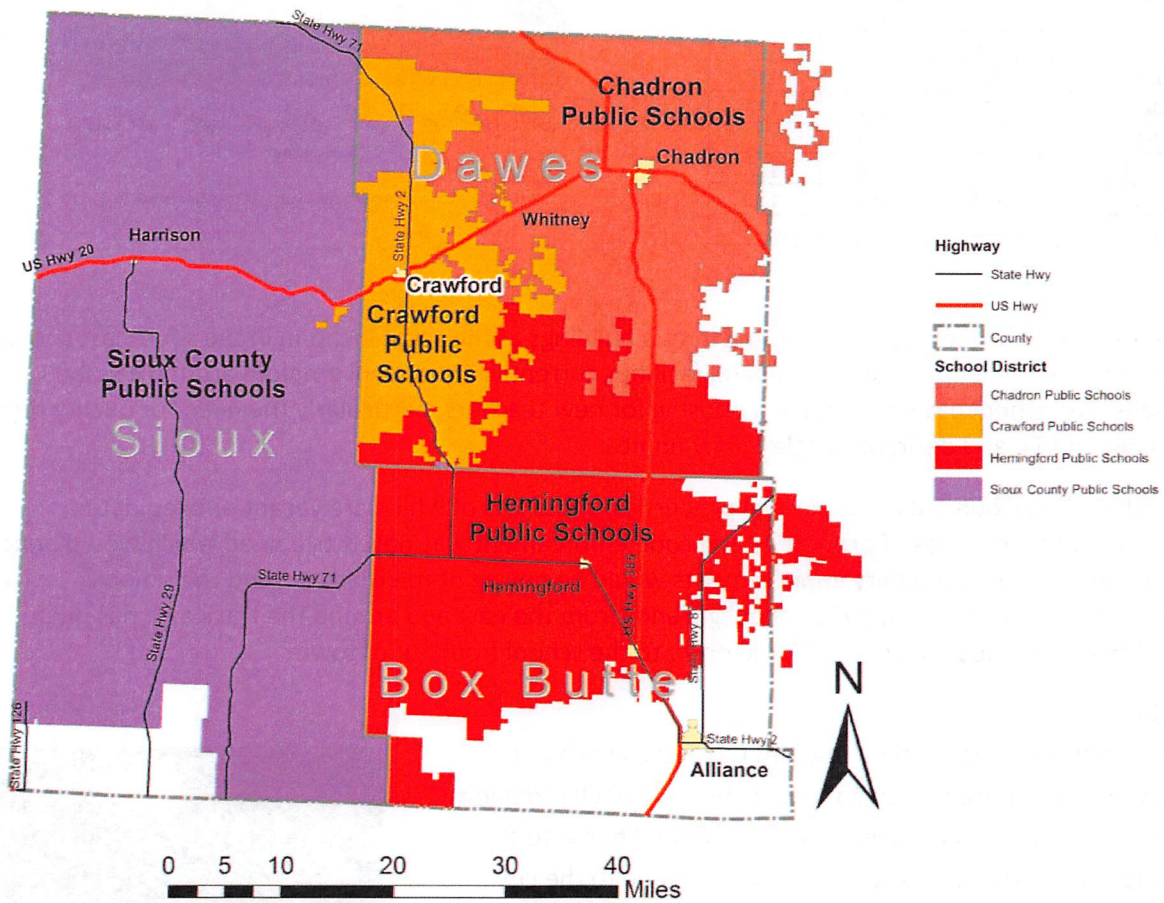 State Hwy 71
Chadron
Public Schools
Dawes
Chadron
Whitney
State Hwy 2
Harrison
US Hwy 20
Crawford
Crawford
Public
Schools
Sioux County
Public Schools
Sioux
Hemingford
Public Schools
State Hwy 71
Hemingford
US Hwy 385
State Hwy 29
State Hwy 8
Box Butte
State Hwy 126
State Hwy 2
Alliance
N
Highway
State Hwy
US Hwy
County
School District
Chadron Public Schools
Crawford Public Schools
Hemingford Public Schools
Sioux County Public Schools
0 5 10 20 30 40
Miles